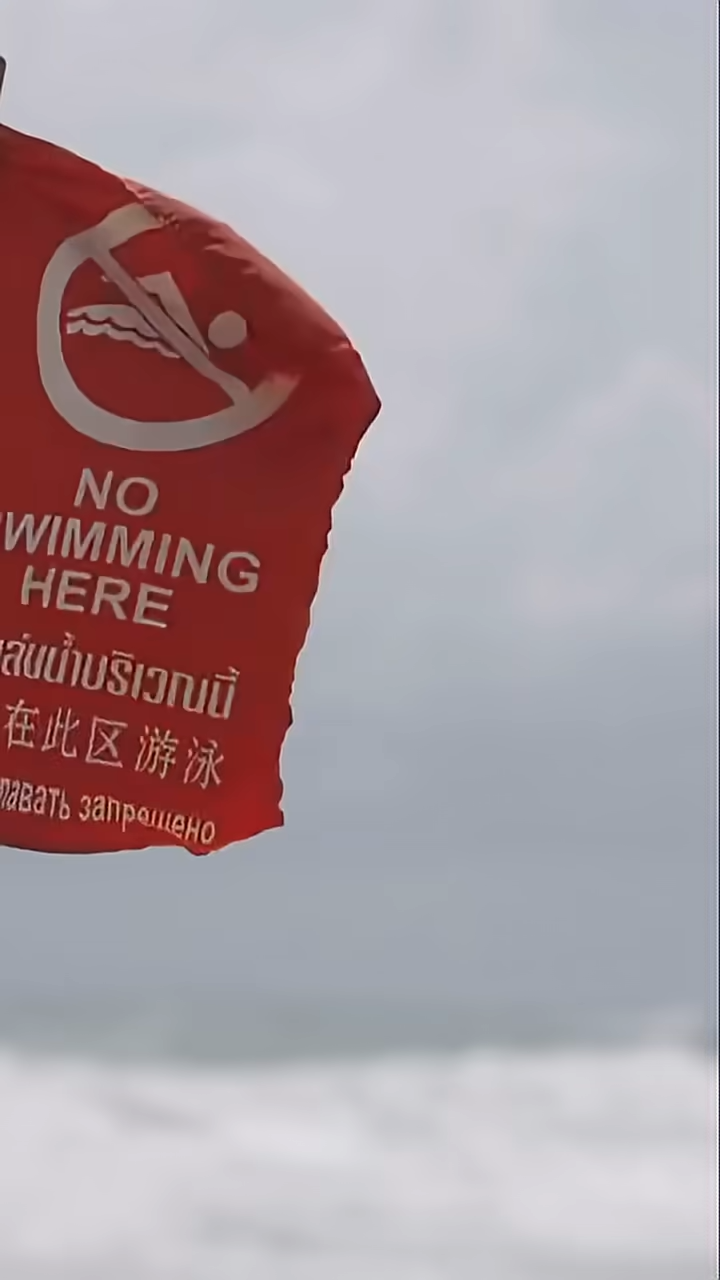 NO
WIMMING
HERE
ล่นน้ำบริเวณนี้
在此区游泳
лавать запрещено